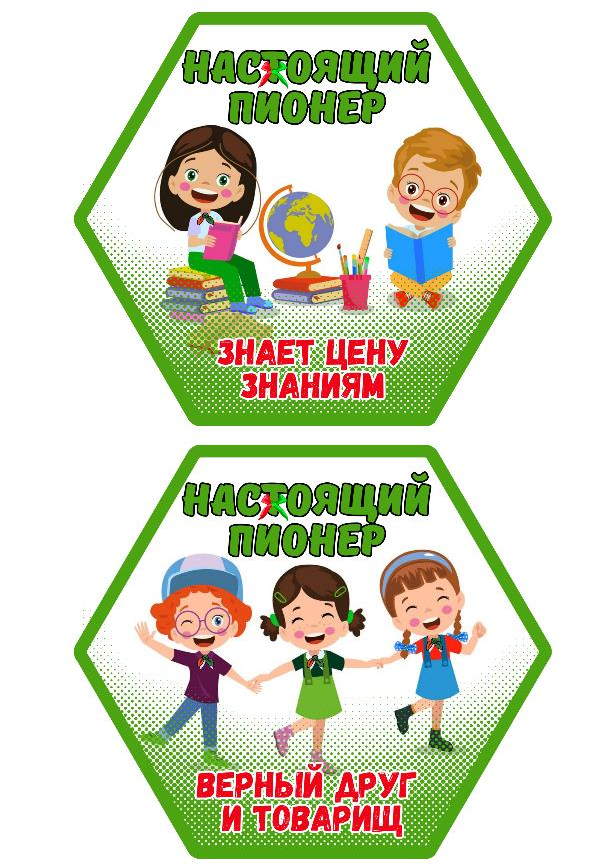 НАСТОЯЩИЙ
ПИОНЕР
ЗНАЕТ ЦЕНУ
ЗНАНИЯМ
НАСТОЯЩИЙ
ПИОНЕР
ВЕРНЫЙ ДРУГ
И ТОВАРИЩ